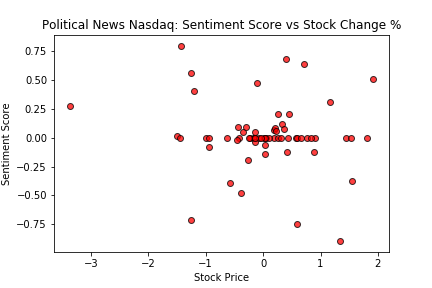 Political News Nasdaq: Sentiment Score vs Stock Change %
Sentiment Score
0.75
0.50
0.25
0.00
−0.25
−0.50
−0.75
−3 −2 −1 0 1 2
Stock Price